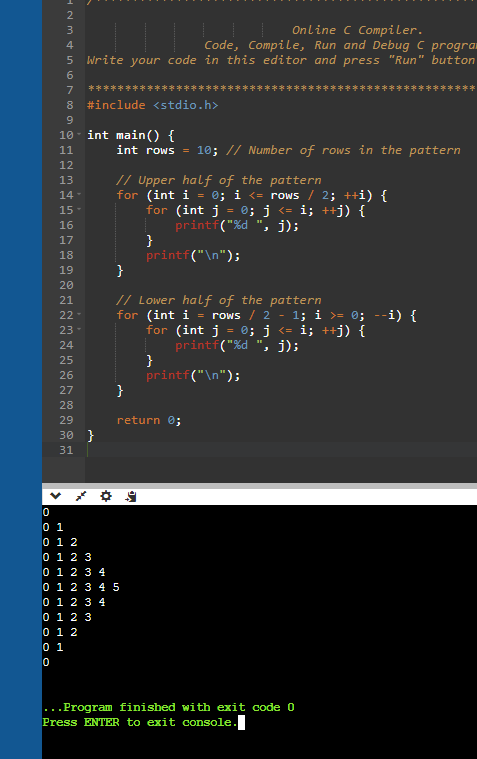 1 /******************************************************
2
3 Online C Compiler.
4 Code, Compile, Run and Debug C
5 Write your code in this editor and press "Run" button
6
7 *****************************************************
8 #include <stdio.h>
9
10 int main() {
11 int rows = 10; // Number of rows in the pattern
12
13 // Upper half of the pattern
14 for (int i = 0; i <= rows / 2; ++i) {
15 for (int j = 0; j <= i; ++j) {
16 printf("%d ", j);
17 }
18 printf("\n");
19 }
20
21 // Lower half of the pattern
22 for (int i = rows / 2 - 1; i >= 0; --i) {
23 for (int j = 0; j <= i; ++j) {
24 printf("%d ", j);
25 }
26 printf("\n");
27 }
28
29 return 0;
30 }
31
0
0 1
0 1 2
0 1 2 3
0 1 2 3 4
0 1 2 3 4 5
0 1 2 3 4
0 1 2 3
0 1 2
0 1
0
...Program finished with exit code 0
Press ENTER to exit console.